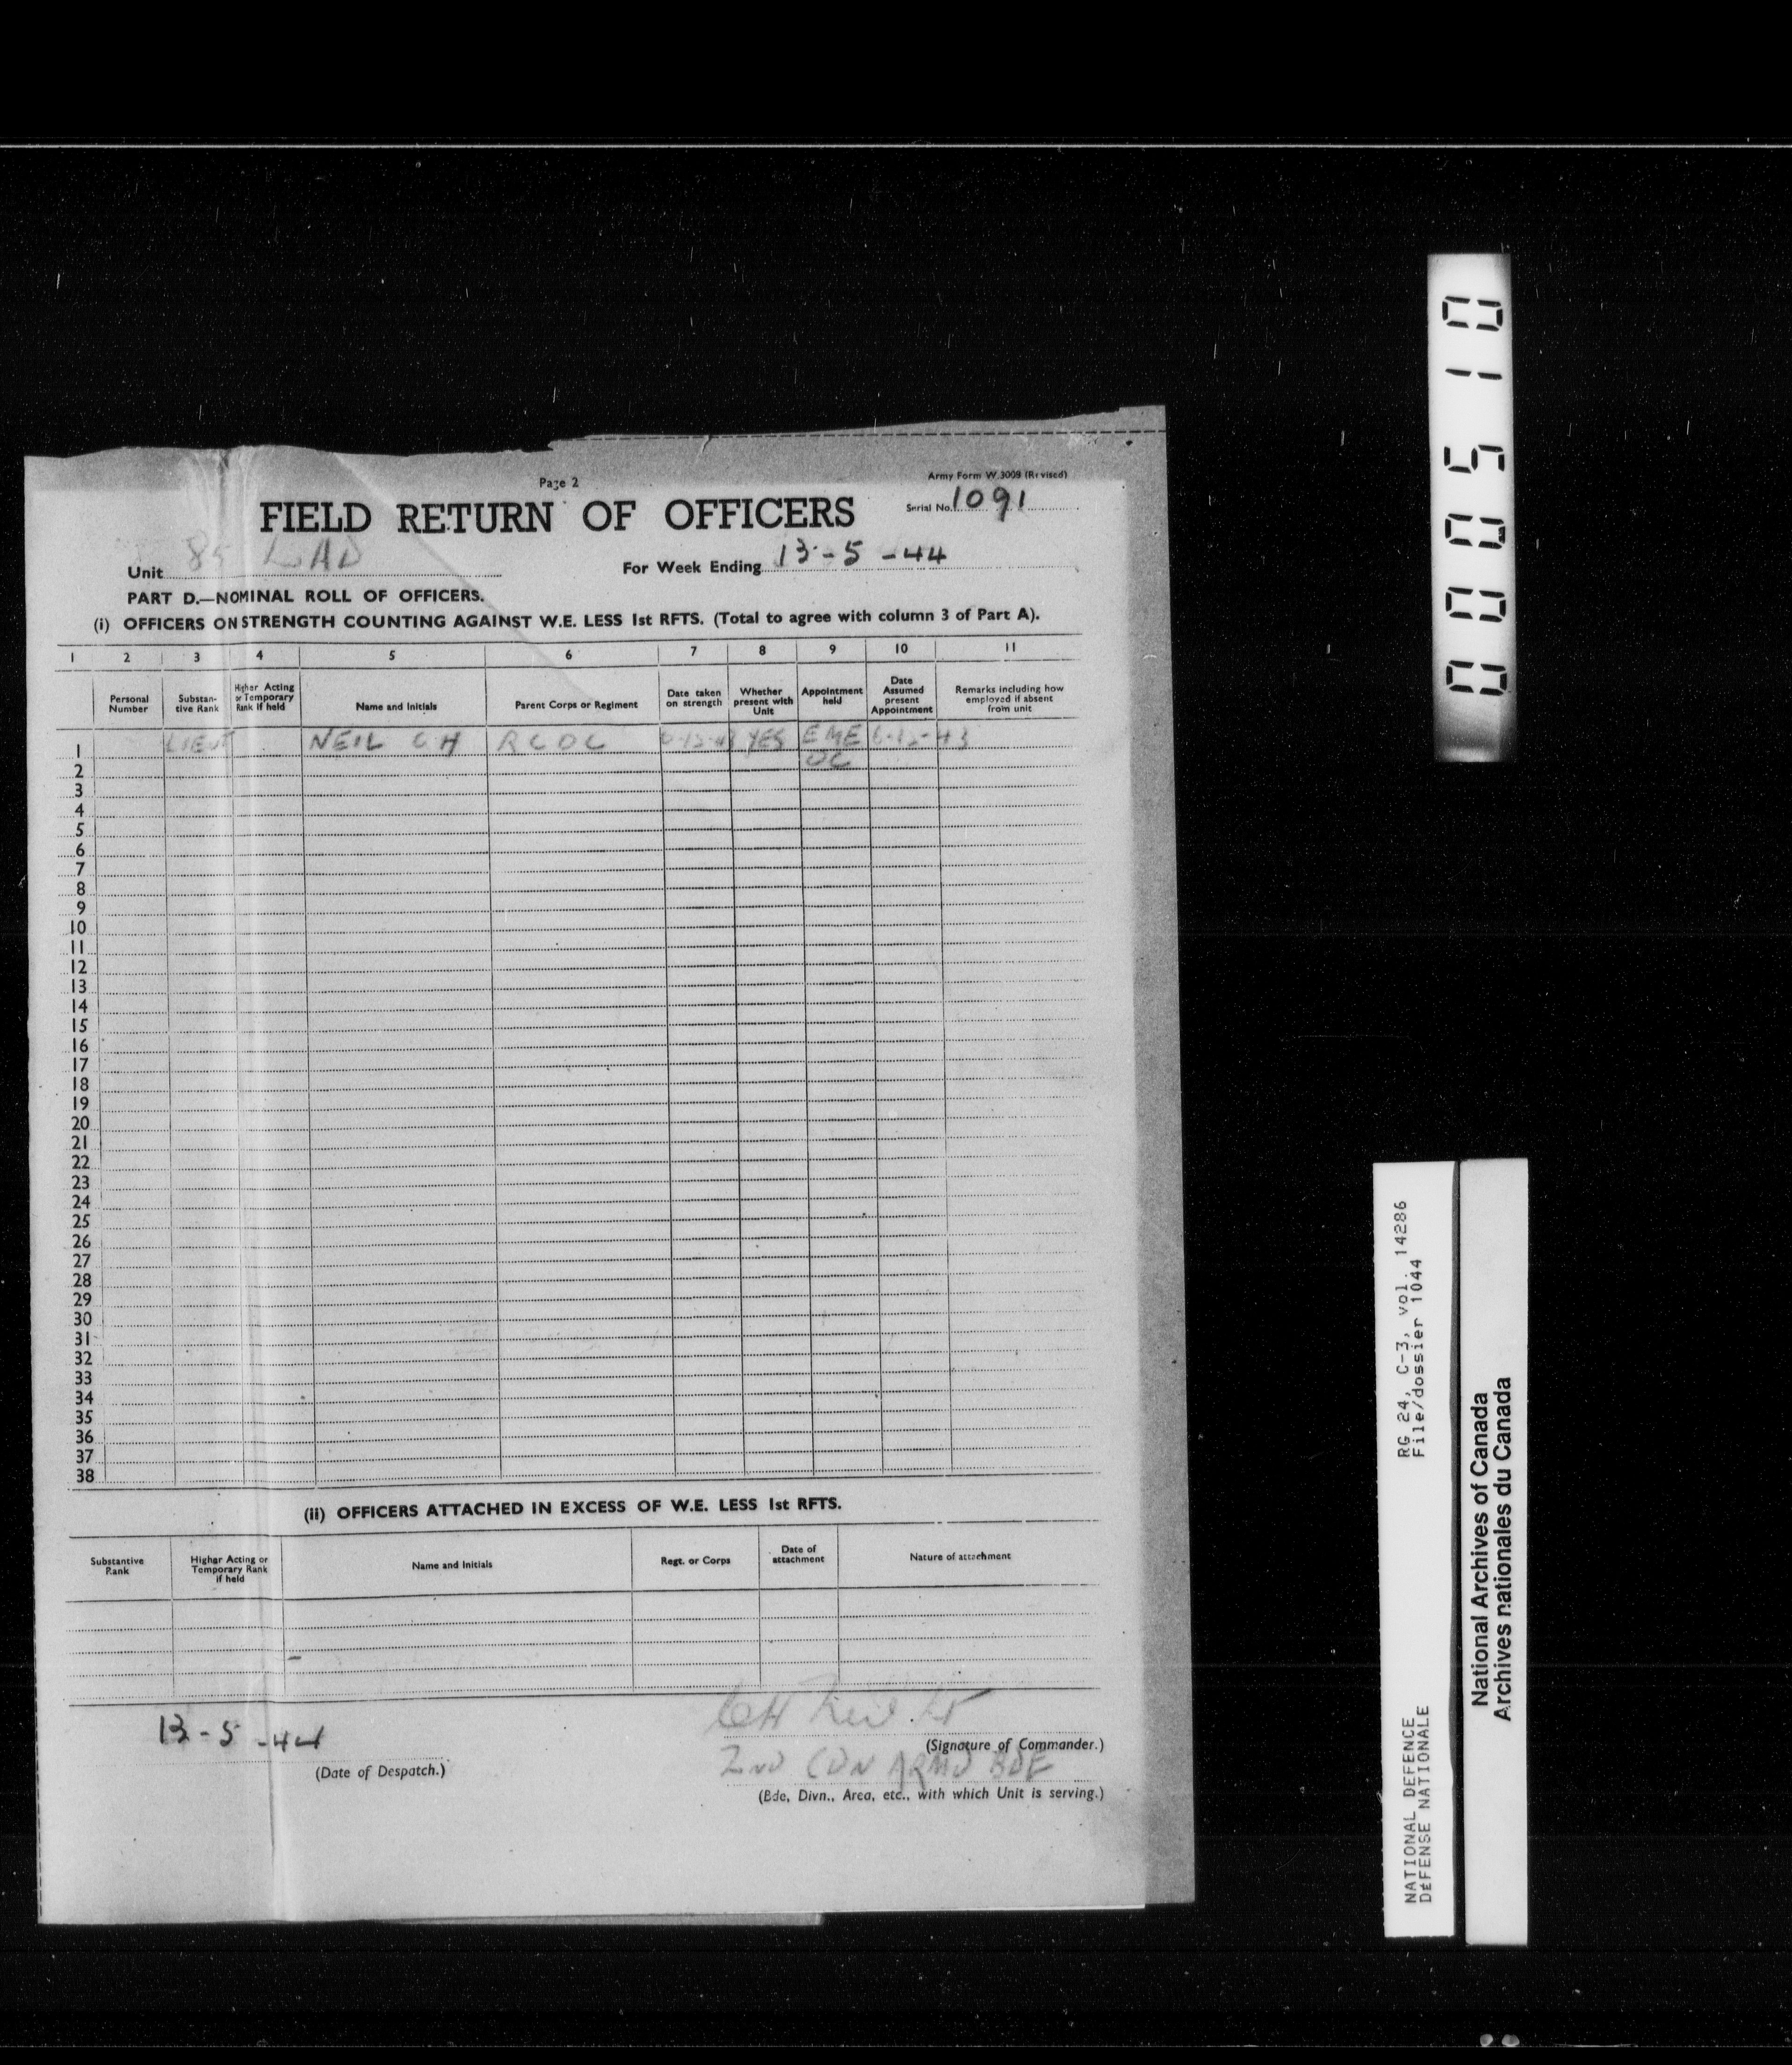 Page 2
Army Form W 3009 (Revised)
FIELD RETURN OF OFFICERS
Serial No. 1091
Unit 85 LAD
For Week Ending 13-5-44
PART D.—NOMINAL ROLL OF OFFICERS.
(i) OFFICERS ON STRENGTH COUNTING AGAINST W.E. LESS 1st RFTS. (Total to agree with column 3 of Part A).
1 2 3 4 5 6 7 8 9 10 11
Personal Number
Substantive Rank
Higher Acting or Temporary Rank if held
Name and Initials
Parent Corps or Regiment
Date taken on strength
Whether present with Unit
Appointment held
Date Assumed present Appointment
Remarks including how employed if absent from unit
1 LIEUT NEIL C H RCOC 6-12-43 YES EME OC 6-12-43
2
3
4
5
6
7
8
9
10
11
12
13
14
15
16
17
18
19
20
21
22
23
24
25
26
27
28
29
30
31
32
33
34
35
36
37
38
(ii) OFFICERS ATTACHED IN EXCESS OF W.E. LESS 1st RFTS.
Substantive Rank
Higher Acting or Temporary Rank if held
Name and Initials
Regt. or Corps
Date of attachment
Nature of attachment
13-5-44
(Date of Despatch.)
CH Neil Lt
(Signature of Commander.)
2ND CDN ARMD BDE
(Bde, Divn., Area, etc., with which Unit is serving.)
000510
RG 24, C-3, vol. 14286
File/dossier 1044
NATIONAL DEFENCE
DÉFENSE NATIONALE
National Archives of Canada
Archives nationales du Canada